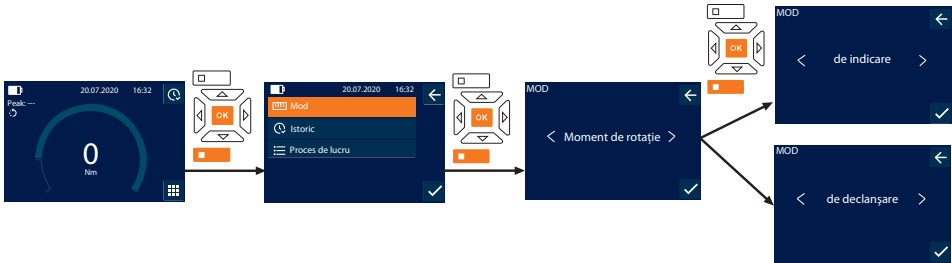 20.07.2020 16:32
Peak: ---
0
Nm
OK
20.07.2020 16:32
Mod
Istoric
Proces de lucru
OK
MOD
Moment de rotație
OK
MOD
de indicare
MOD
de declanșare